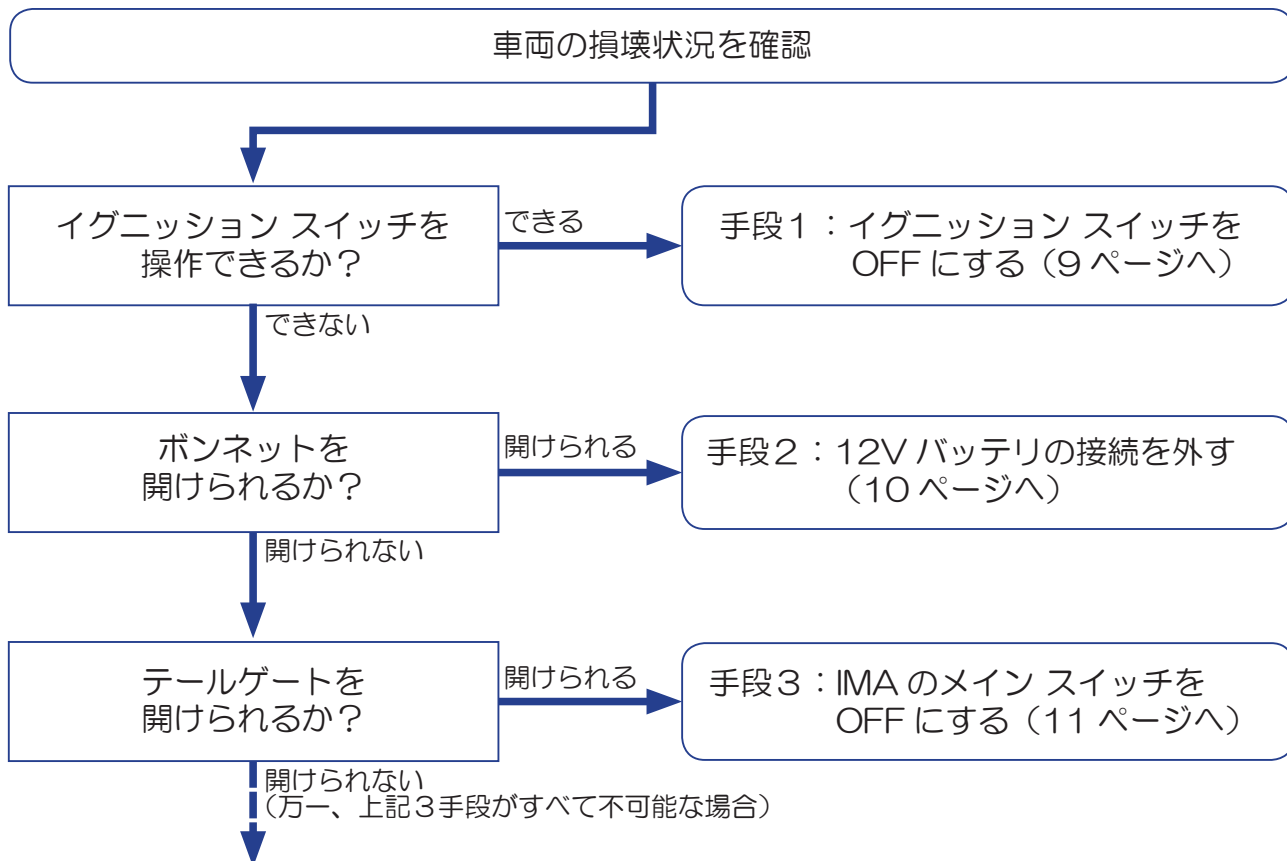 車両の損壊状況を確認
イグニッション スイッチを
操作できるか？
できる
手段１：イグニッション スイッチを
OFF にする（9 ページへ）
できない
ボンネットを
開けられるか？
開けられる
手段２：12V バッテリの接続を外す
（10 ページへ）
開けられない
テールゲートを
開けられるか？
開けられる
手段３：IMA のメイン スイッチを
OFF にする（11 ページへ）
開けられない
（万一、上記３手段がすべて不可能な場合）